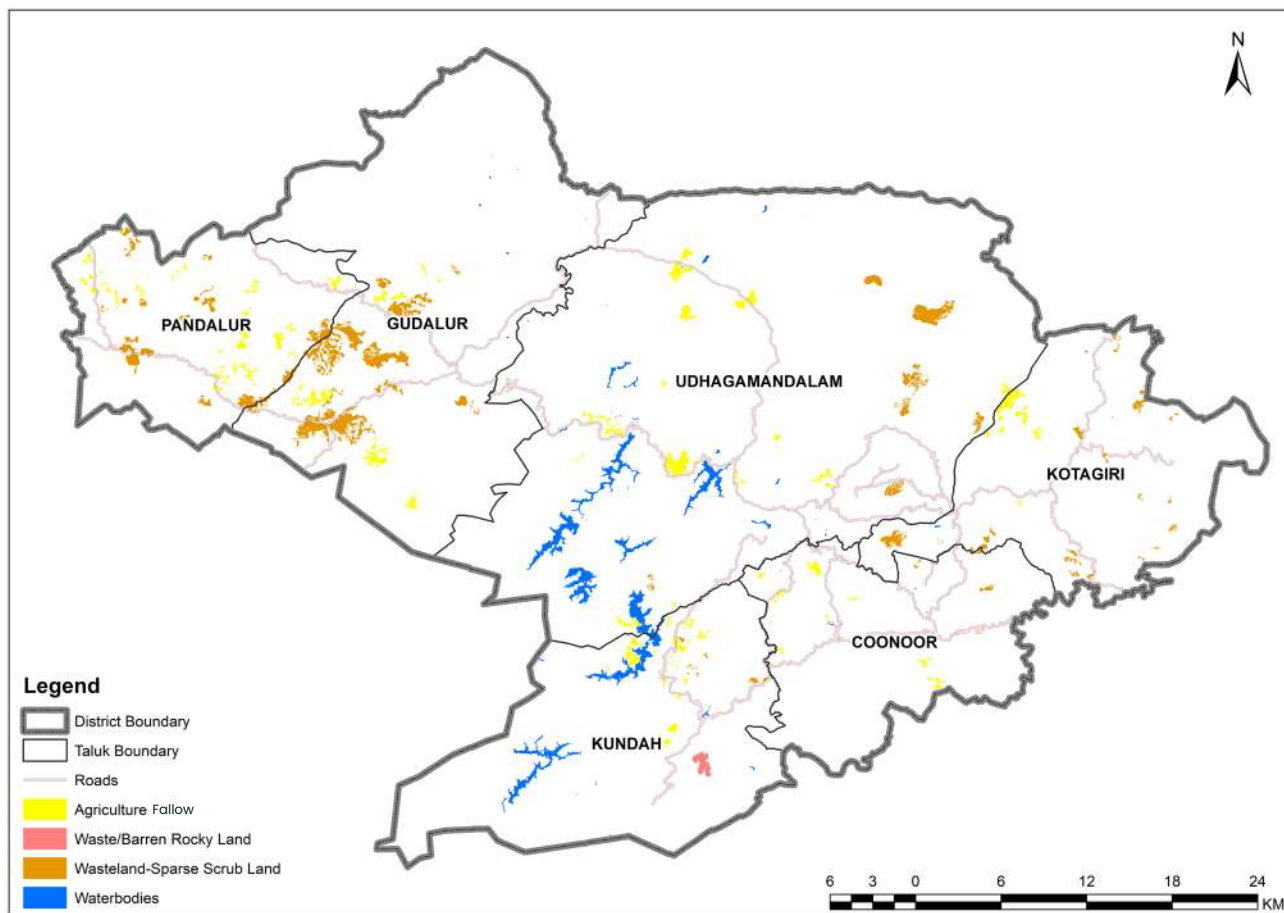 N
PANDALUR
GUDALUR
UDHAGAMANDALAM
KOTAGIRI
COONOOR
KUNDAH
Legend
District Boundary
Taluk Boundary
Roads
Agriculture Fallow
Waste/Barren Rocky Land
Wasteland-Sparse Scrub Land
Waterbodies
6 3 0 6 12 18 24
KM